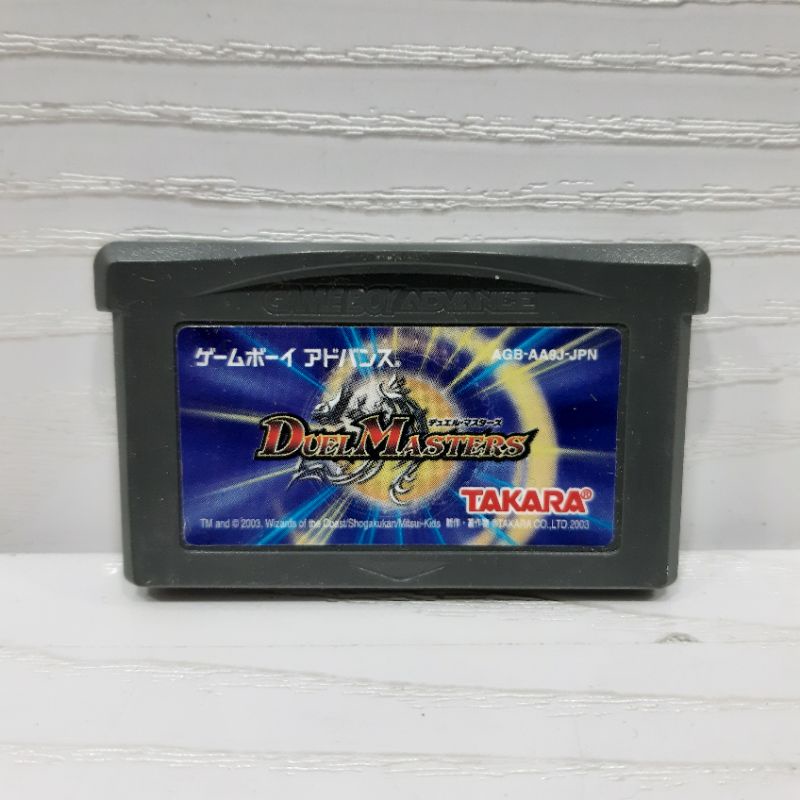 GAME BOY ADVANCE
ゲームボーイ アドバンス®
AGB-AA9J-JPN
デュエル・マスターズ
DUEL MASTERS
TAKARA®
TM and © 2003. Wizards of the Coast/Shogakukan/Mitsui-Kids 制作・著作権 ©TAKARA CO.,LTD.2003